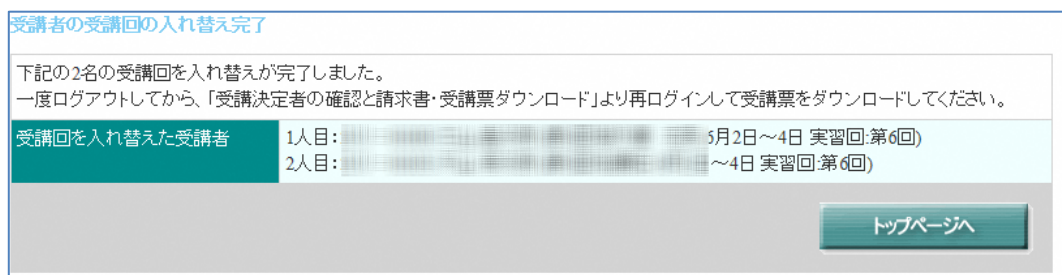 受講者の受講回の入れ替え完了
下記の2名の受講回を入れ替えが完了しました。
一度ログアウトしてから、「受講決定者の確認と請求書・受講票ダウンロード」より再ログインして受講票をダウンロードしてください。
受講回を入れ替えた受講者
1人目: 6月2日～4日 実習回:第6回)
2人目: ～4日 実習回:第6回)
トップページへ